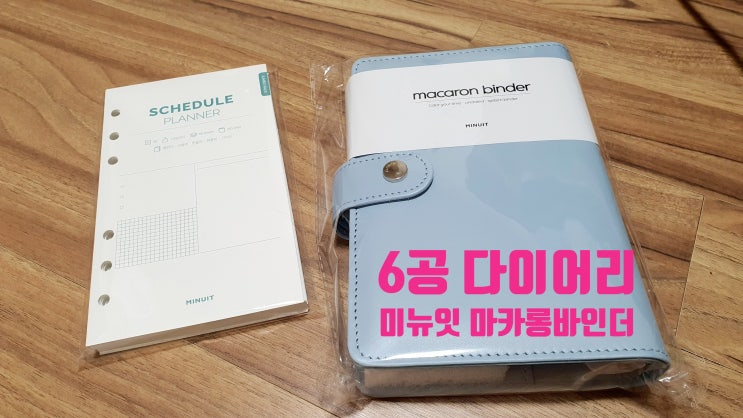 SCHEDULE
PLANNER
MINUIT
macaron binder
MINUIT
6공 다이어리
미뉴잇 마카롱바인더